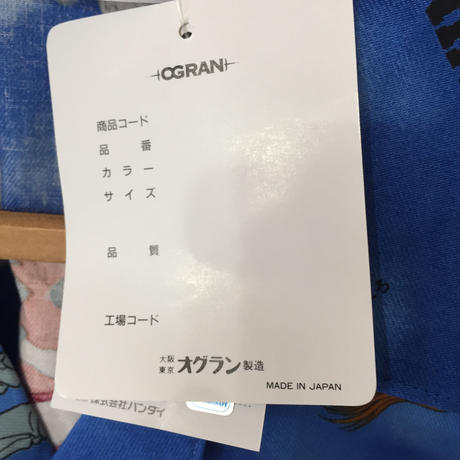 OGRAN
商品コード
品番
カラー
サイズ
品質
工場コード
大阪
東京 オグラン 製造
MADE IN JAPAN
株式会社バンダイ